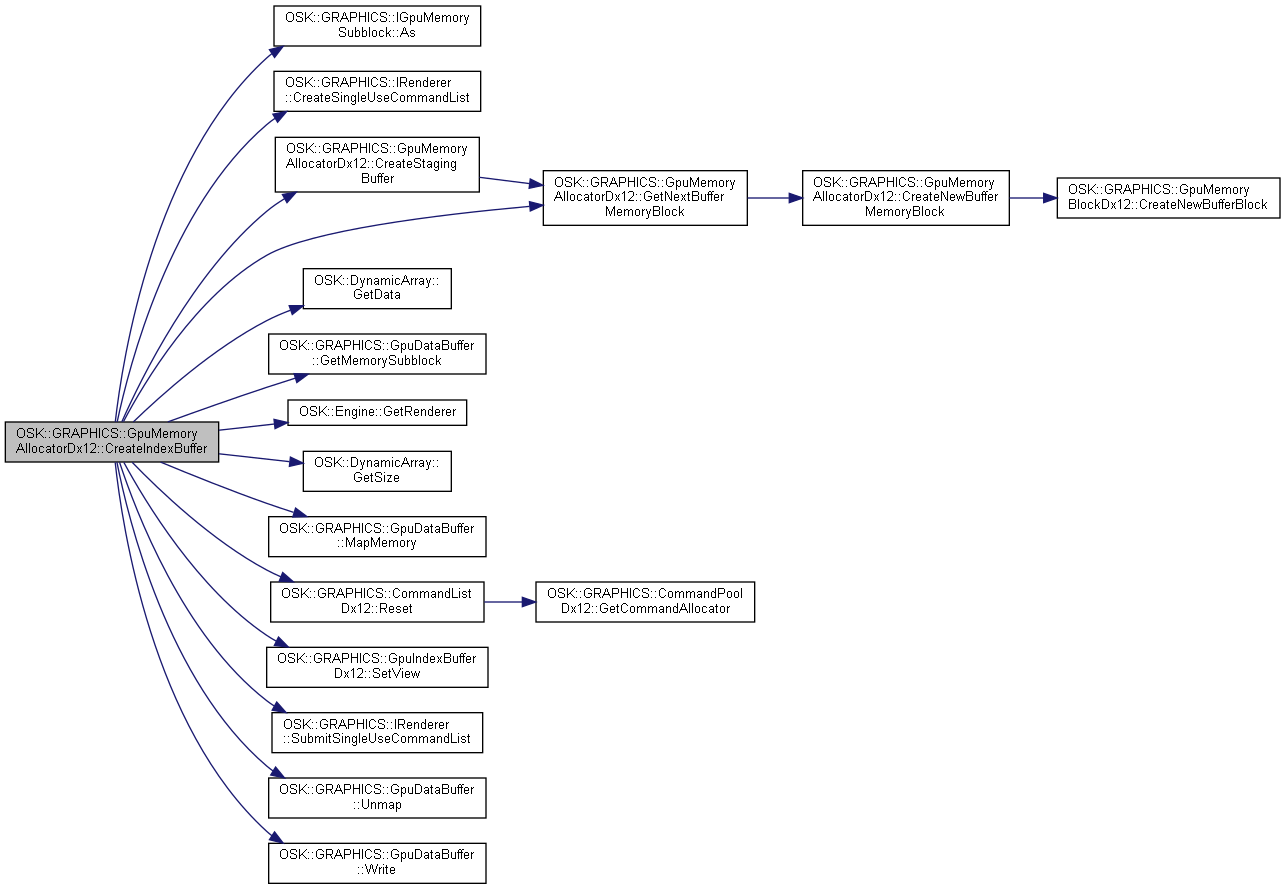 OSK::GRAPHICS::IGpuMemory
Subblock::As
OSK::GRAPHICS::IRenderer
::CreateSingleUseCommandList
OSK::GRAPHICS::GpuMemory
AllocatorDx12::CreateStaging
Buffer
OSK::GRAPHICS::GpuMemory
AllocatorDx12::GetNextBuffer
MemoryBlock
OSK::GRAPHICS::GpuMemory
AllocatorDx12::CreateNewBuffer
MemoryBlock
OSK::GRAPHICS::GpuMemory
BlockDx12::CreateNewBufferBlock
OSK::DynamicArray::
GetData
OSK::GRAPHICS::GpuDataBuffer
::GetMemorySubblock
OSK::Engine::GetRenderer
OSK::GRAPHICS::GpuMemory
AllocatorDx12::CreateIndexBuffer
OSK::DynamicArray::
GetSize
OSK::GRAPHICS::GpuDataBuffer
::MapMemory
OSK::GRAPHICS::CommandList
Dx12::Reset
OSK::GRAPHICS::CommandPool
Dx12::GetCommandAllocator
OSK::GRAPHICS::GpuIndexBuffer
Dx12::SetView
OSK::GRAPHICS::IRenderer
::SubmitSingleUseCommandList
OSK::GRAPHICS::GpuDataBuffer
::Unmap
OSK::GRAPHICS::GpuDataBuffer
::Write